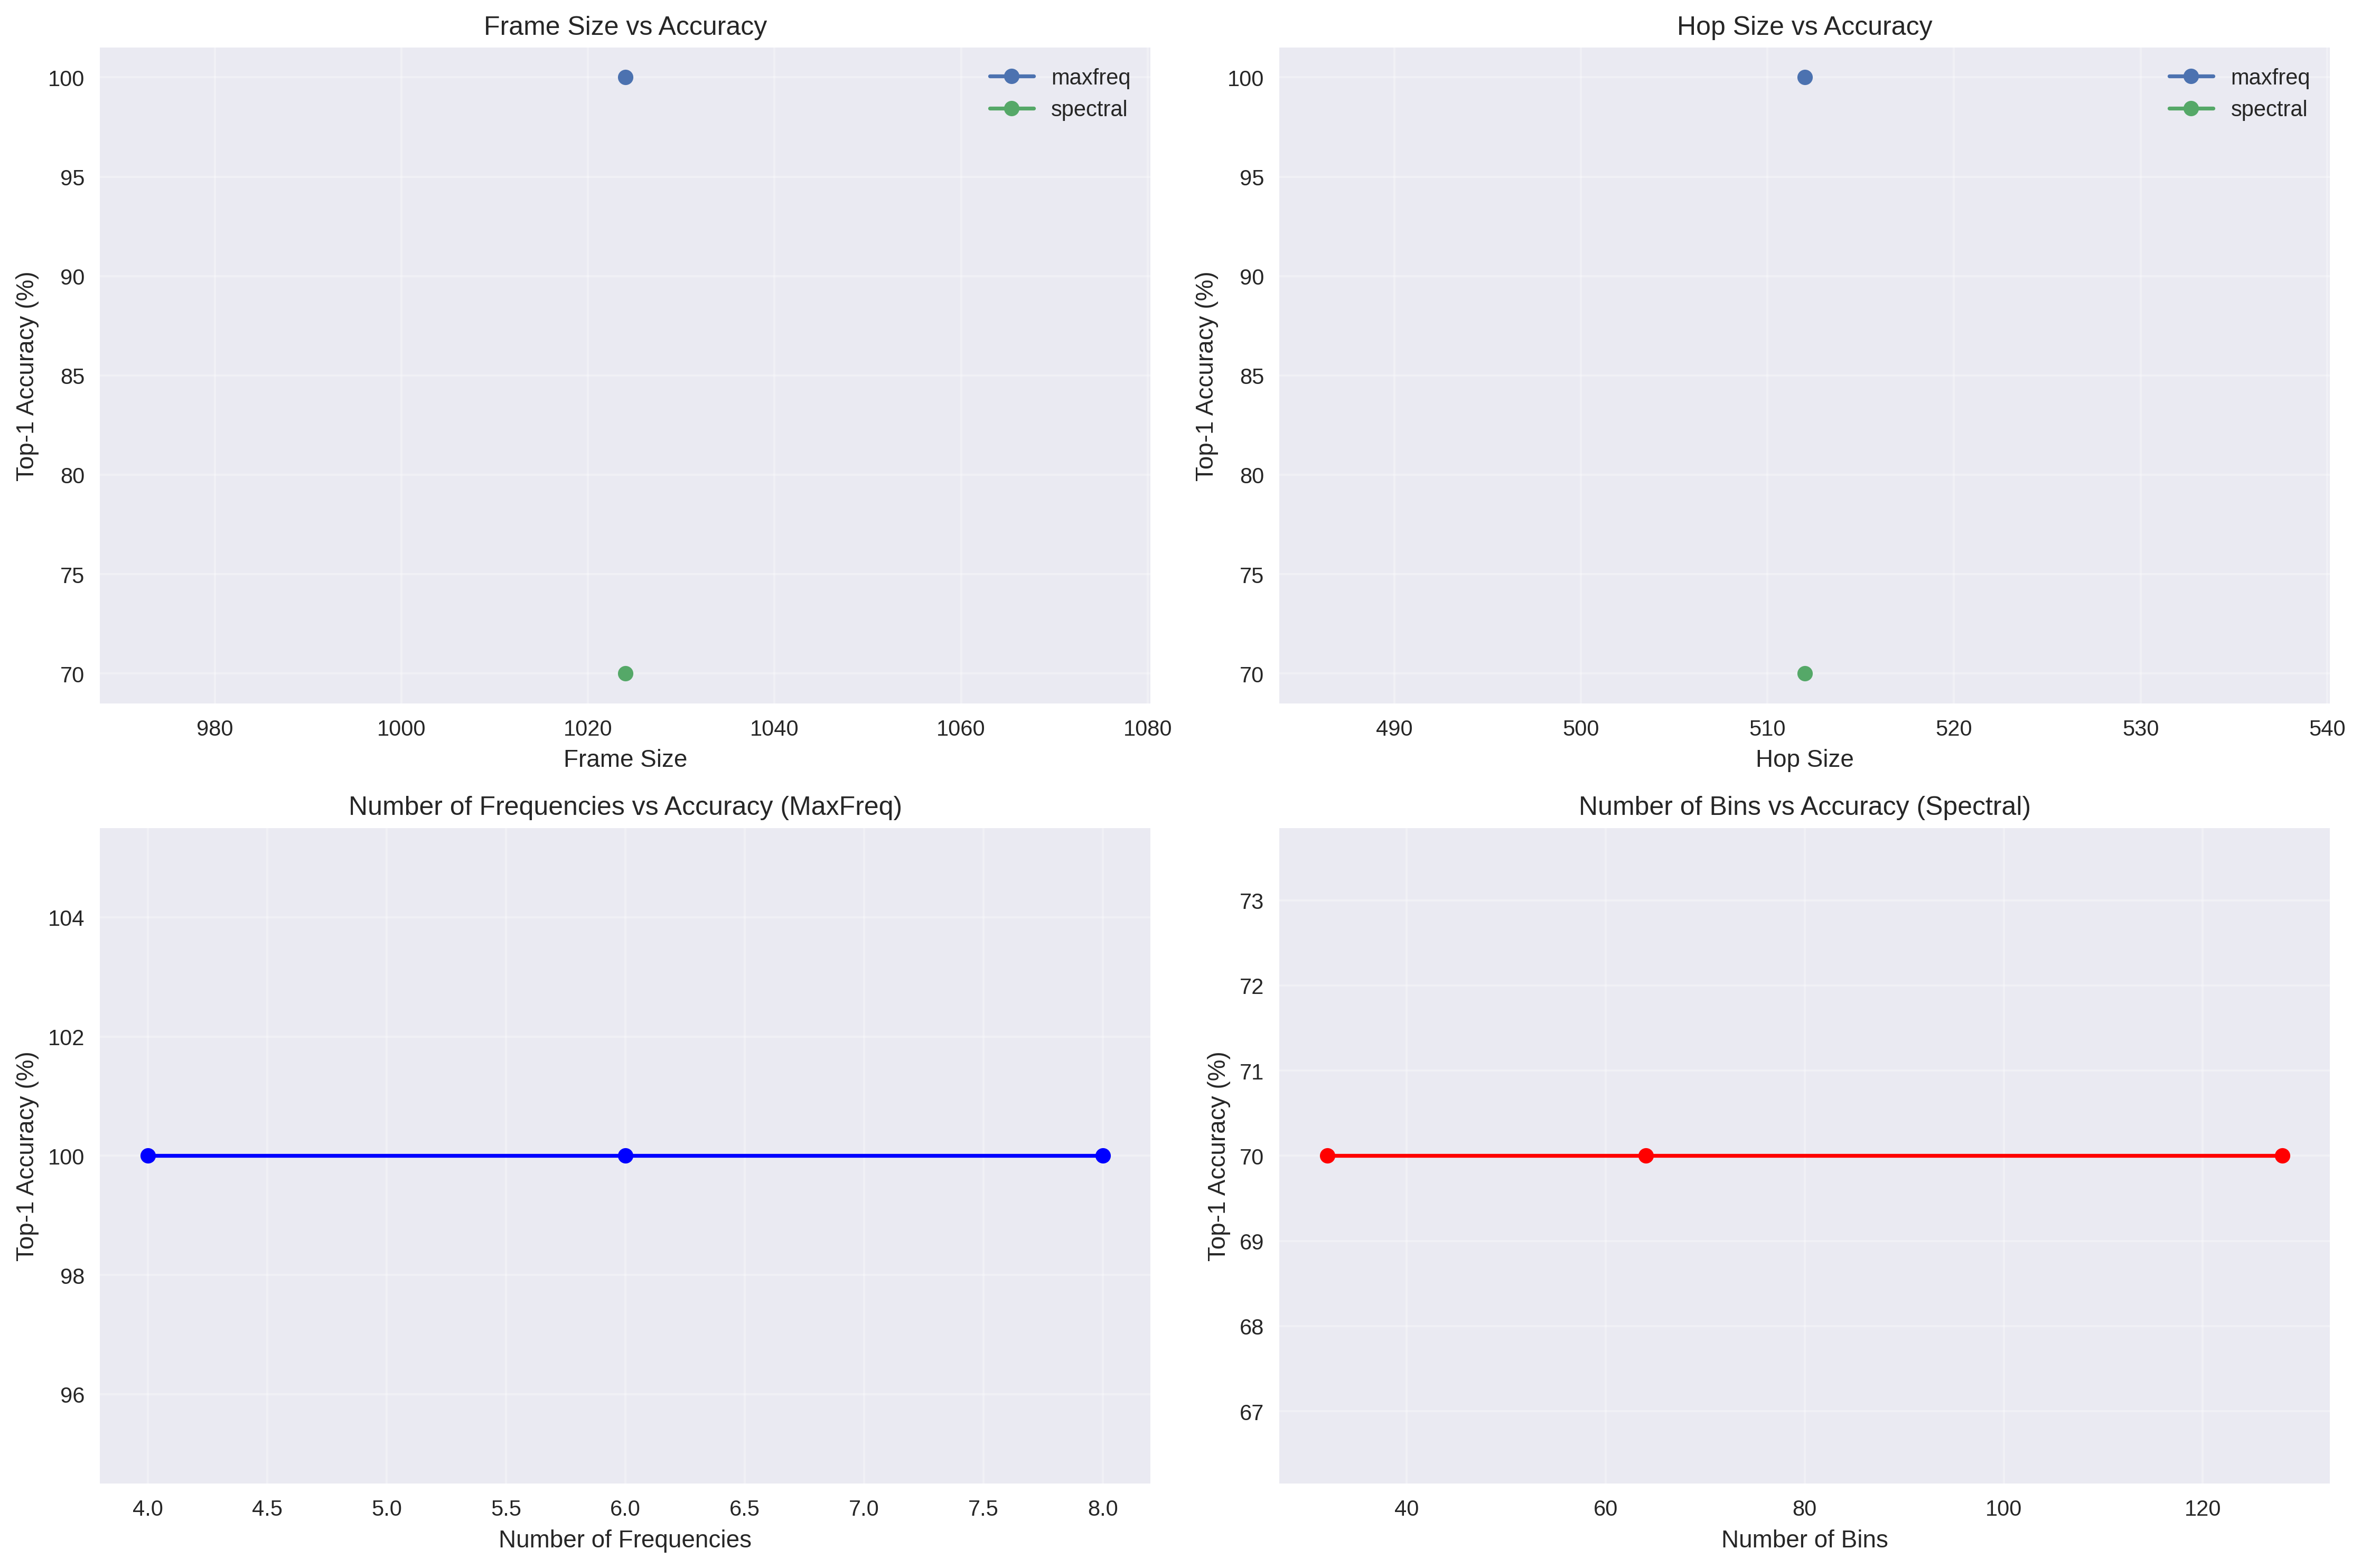 Frame Size vs Accuracy
Top-1 Accuracy (%)
100
95
90
85
80
75
70
maxfreq
spectral
980 1000 1020 1040 1060 1080
Frame Size
Hop Size vs Accuracy
Top-1 Accuracy (%)
100
95
90
85
80
75
70
maxfreq
spectral
490 500 510 520 530 540
Hop Size
Number of Frequencies vs Accuracy (MaxFreq)
Top-1 Accuracy (%)
104
102
100
98
96
4.0 4.5 5.0 5.5 6.0 6.5 7.0 7.5 8.0
Number of Frequencies
Number of Bins vs Accuracy (Spectral)
Top-1 Accuracy (%)
73
72
71
70
69
68
67
40 60 80 100 120
Number of Bins